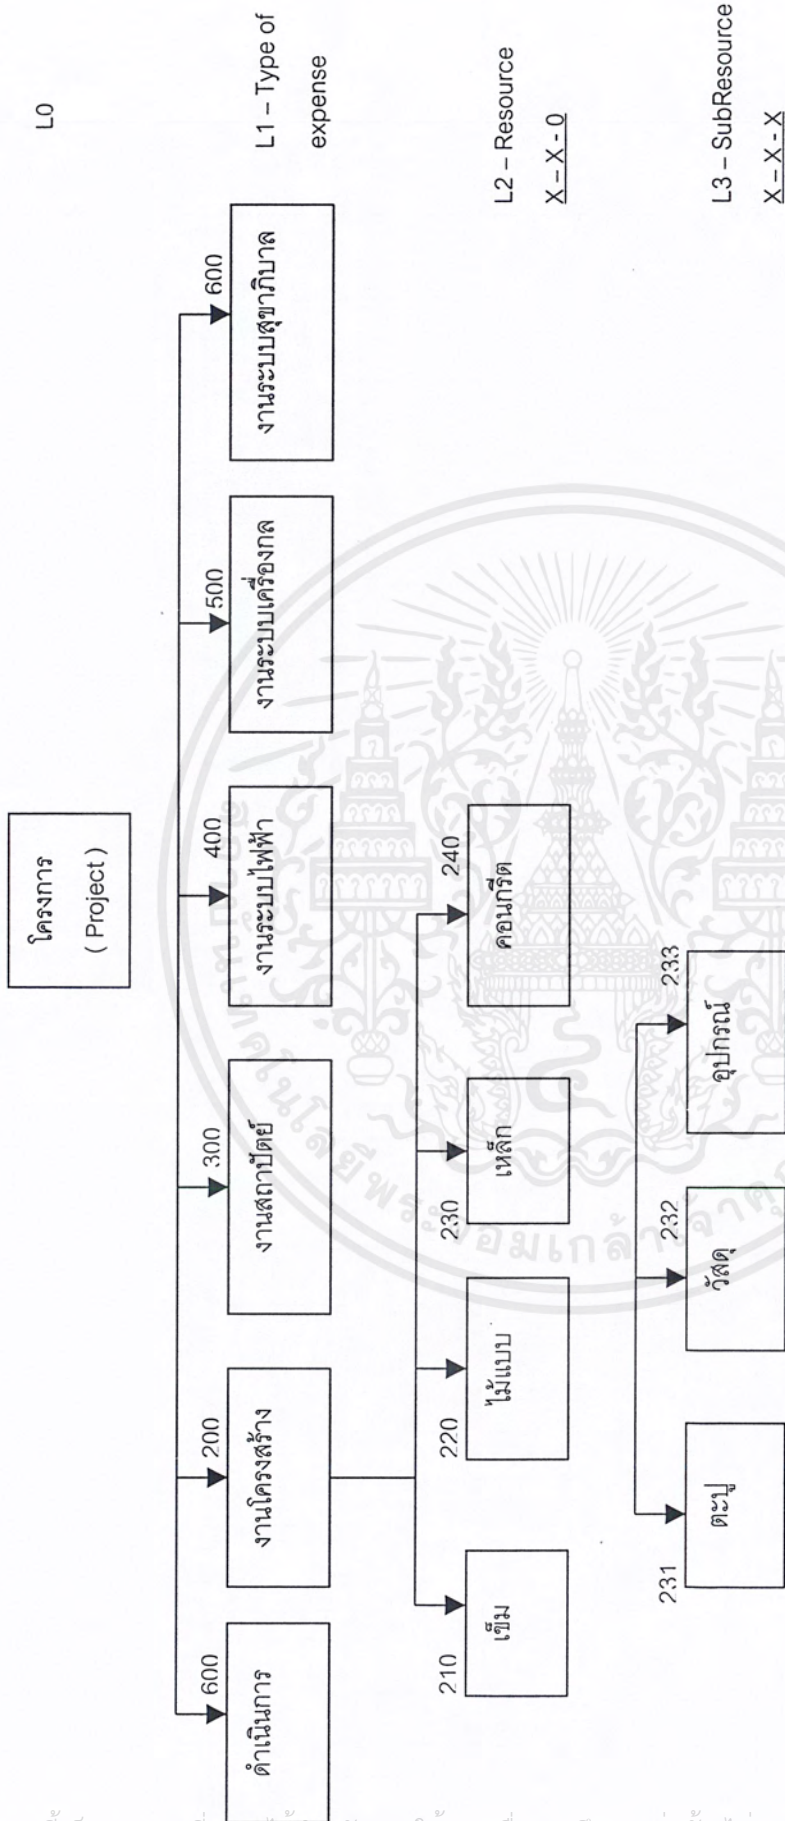 L0
โครงการ
( Project )
L1 – Type of
expense
600
ดำเนินการ
200
งานโครงสร้าง
300
งานสถาปัตย์
400
งานระบบไฟฟ้า
500
งานระบบเครื่องกล
600
งานระบบสุขาภิบาล
L2 – Resource
X – X - 0
210
เข็ม
220
ไม้แบบ
230
เหล็ก
240
คอนกรีต
L3 – SubResource
X – X - X
231
ตะปู
232
วัสดุ
233
อุปกรณ์